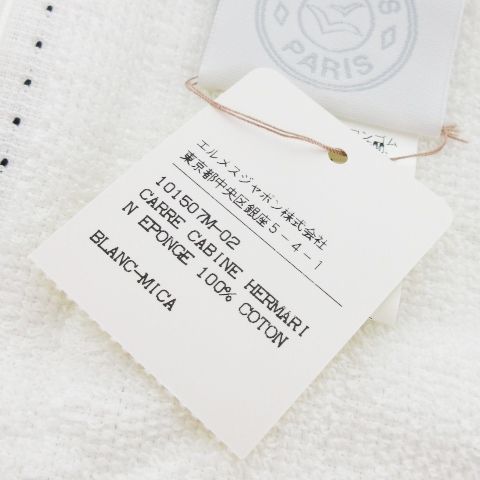 S
PARIS
エルメスジャポン株式会社
東京都中央区銀座5-4-1
101507M-02
CARRE CABINE HERMARI
N EPONGE 100% COTON
BLANC-MICA